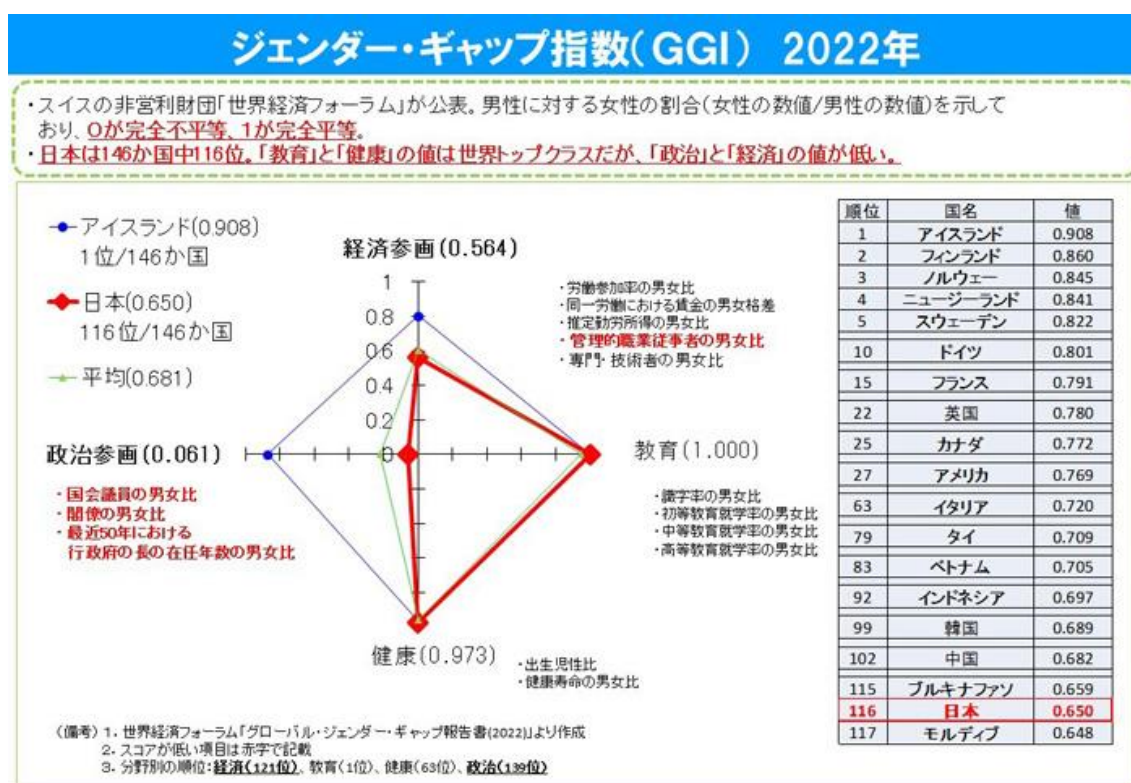 ジェンダー・ギャップ指数(GGI) 2022年
・スイスの非営利財団「世界経済フォーラム」が公表。男性に対する女性の割合(女性の数値/男性の数値)を示して
おり、0が完全不平等、1が完全平等。
・日本は146か国中116位。「教育」と「健康」の値は世界トップクラスだが、「政治」と「経済」の値が低い。
アイスランド(0.908)
1位/146か国
日本(0.650)
116位/146か国
平均(0.681)
経済参画(0.564)
1
0.8
0.6
0.4
0.2
0
・労働参加率の男女比
・同一労働における賃金の男女格差
・推定勤労所得の男女比
・管理的職業従事者の男女比
・専門・技術者の男女比
政治参画(0.061)
・国会議員の男女比
・閣僚の男女比
・最近50年における
行政府の長の在任年数の男女比
教育(1.000)
・識字率の男女比
・初等教育就学率の男女比
・中等教育就学率の男女比
・高等教育就学率の男女比
健康(0.973)
・出生児性比
・健康寿命の男女比
順位 国名 値
1 アイスランド 0.908
2 フィンランド 0.860
3 ノルウェー 0.845
4 ニュージーランド 0.841
5 スウェーデン 0.822
10 ドイツ 0.801
15 フランス 0.791
22 英国 0.780
25 カナダ 0.772
27 アメリカ 0.769
63 イタリア 0.720
79 タイ 0.709
83 ベトナム 0.705
92 インドネシア 0.697
99 韓国 0.689
102 中国 0.682
115 ブルキナファソ 0.659
116 日本 0.650
117 モルディブ 0.648
(備考) 1. 世界経済フォーラム「グローバル・ジェンダー・ギャップ報告書(2022)」より作成
2. スコアが低い項目は赤字で記載
3. 分野別の順位:経済(121位)、教育(1位)、健康(63位)、政治(139位)